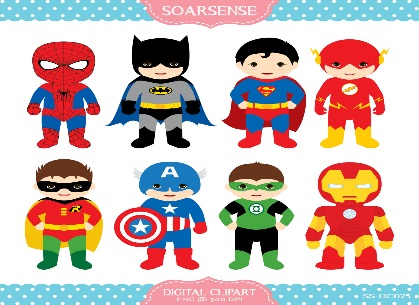 SOARSENSE
R
A
DIGITAL CLIPART
PNG @ 300 DPI